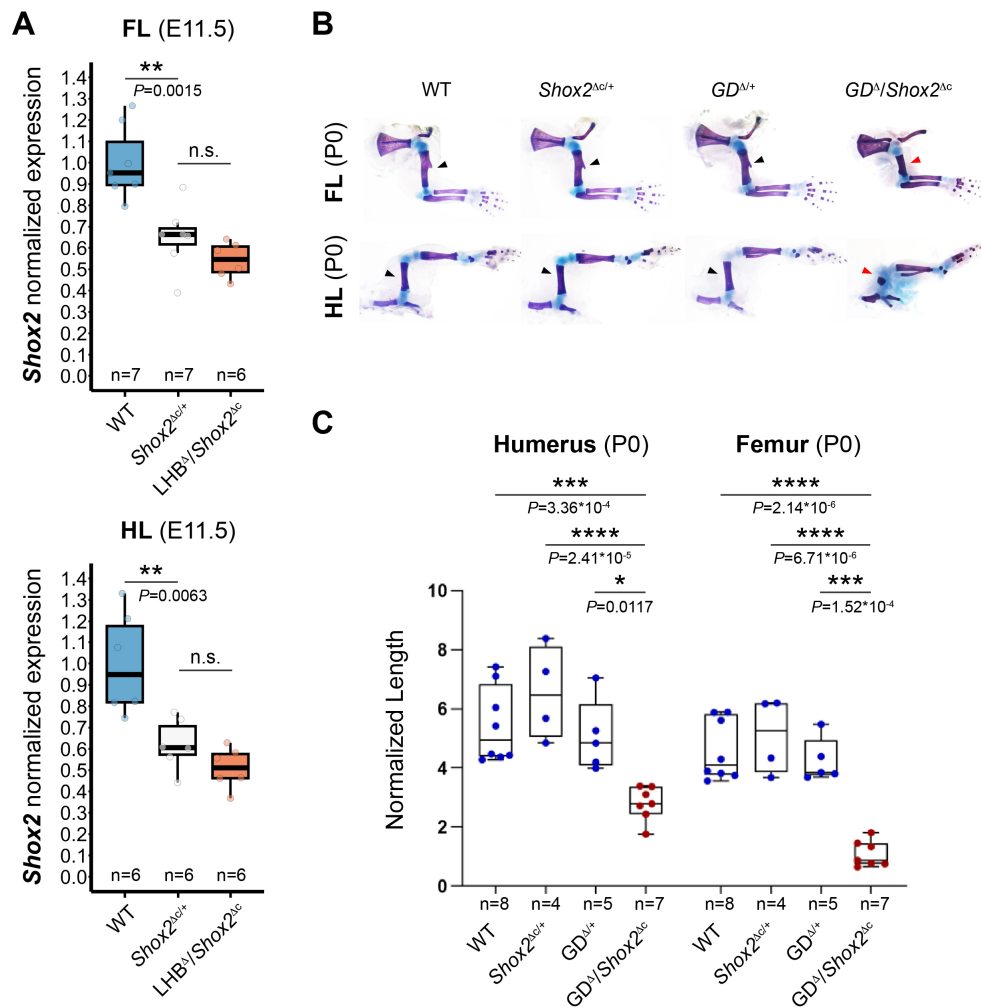 A
FL (E11.5)
**
P=0.0015
n.s.
Shox2 normalized expression
1.4
1.3
1.2
1.1
1.0
0.9
0.8
0.7
0.6
0.5
0.4
0.3
0.2
0.1
0.0
n=7 n=7 n=6
WT
Shox2Δc/+
LHBΔ/Shox2Δc
HL (E11.5)
**
P=0.0063
n.s.
Shox2 normalized expression
1.4
1.3
1.2
1.1
1.0
0.9
0.8
0.7
0.6
0.5
0.4
0.3
0.2
0.1
0.0
n=6 n=6 n=6
WT
Shox2Δc/+
LHBΔ/Shox2Δc
B
WT Shox2Δc/+ GDΔ/+ GDΔ/Shox2Δc
FL (P0)
HL (P0)
C
Humerus (P0) Femur (P0)
*** ****
P=3.36*10-4 P=2.14*10-6
**** ****
P=2.41*10-5 P=6.71*10-6
* ***
P=0.0117 P=1.52*10-4
Normalized Length
10
8
6
4
2
0
n=8 n=4 n=5 n=7 n=8 n=4 n=5 n=7
WT
Shox2Δc/+
GDΔ/+
GDΔ/Shox2Δc
WT
Shox2Δc/+
GDΔ/+
GDΔ/Shox2Δc